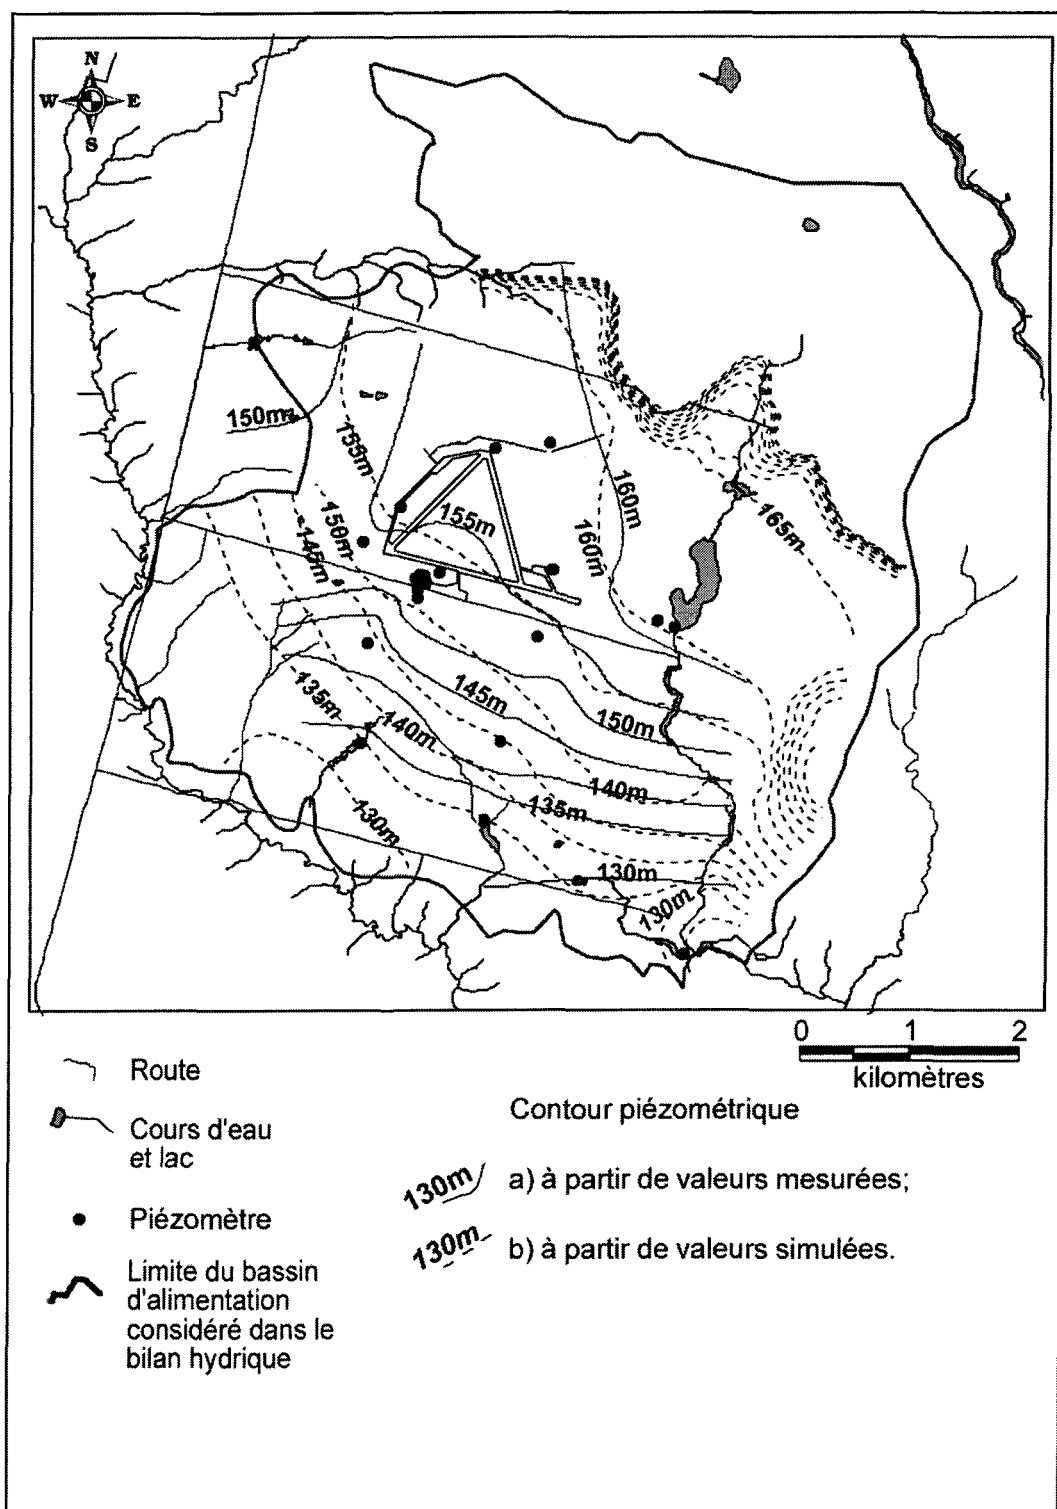 N
W E
S
150m
155m
150m
145m
155m
160m
160m
165m
135m
140m
145m
150m
130m
140m
135m
130m
130m
0 1 2
kilomètres
Route
Cours d'eau
et lac
Piézomètre
Limite du bassin
d'alimentation
considéré dans le
bilan hydrique
Contour piézométrique
130m a) à partir de valeurs mesurées;
130m b) à partir de valeurs simulées.